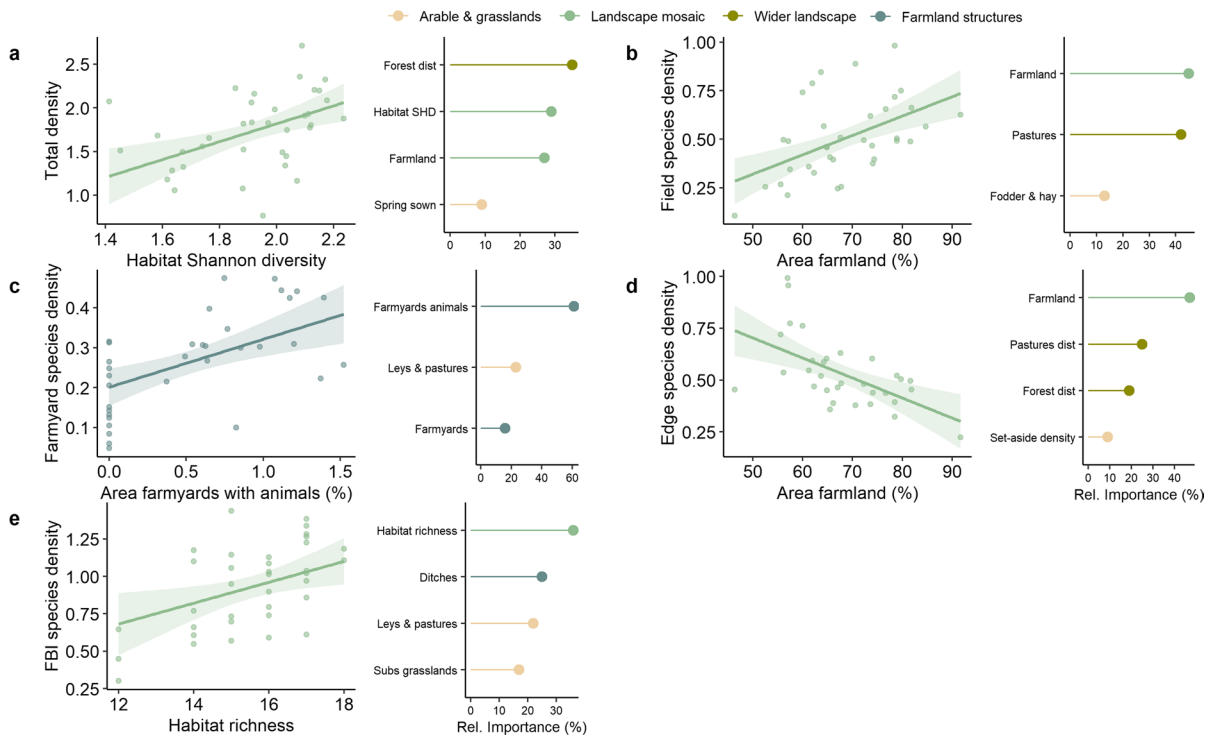 Arable & grasslands Landscape mosaic Wider landscape Farmland structures
a
Total density
2.5
2.0
1.5
1.0
1.4 1.6 1.8 2.0 2.2
Habitat Shannon diversity
Forest dist
Habitat SHD
Farmland
Spring sown
0 10 20 30
b
Field species density
1.00
0.75
0.50
0.25
50 60 70 80 90
Area farmland (%)
Farmland
Pastures
Fodder & hay
0 10 20 30 40
c
Farmyard species density
0.4
0.3
0.2
0.1
0.0 0.5 1.0 1.5
Area farmyards with animals (%)
Farmyards animals
Leys & pastures
Farmyards
0 20 40 60
d
Edge species density
1.00
0.75
0.50
0.25
50 60 70 80 90
Area farmland (%)
Farmland
Pastures dist
Forest dist
Set-aside density
0 10 20 30 40
Rel. Importance (%)
e
FBI species density
1.25
1.00
0.75
0.50
0.25
12 14 16 18
Habitat richness
Habitat richness
Ditches
Leys & pastures
Subs grasslands
0 10 20 30
Rel. Importance (%)